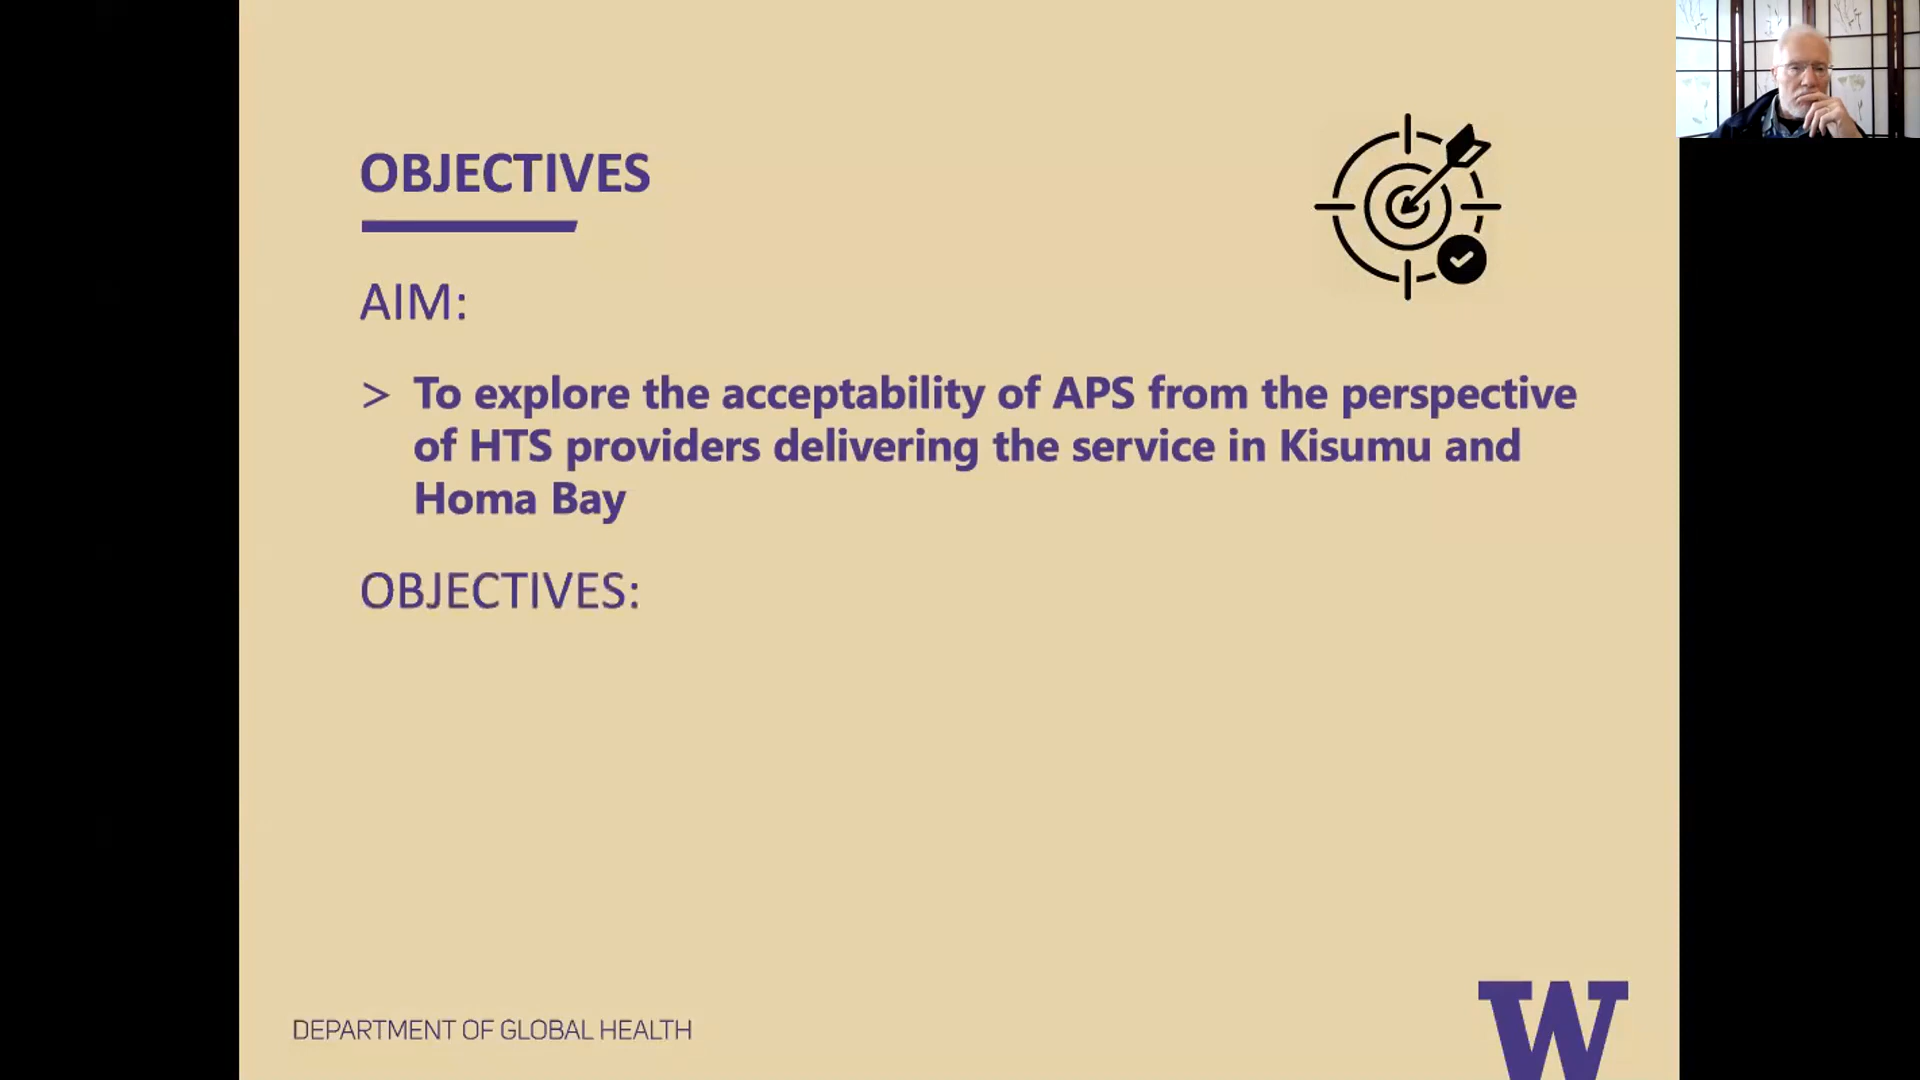 OBJECTIVES
AIM:
> To explore the acceptability of APS from the perspective
of HTS providers delivering the service in Kisumu and
Homa Bay
OBJECTIVES:
DEPARTMENT OF GLOBAL HEALTH
W